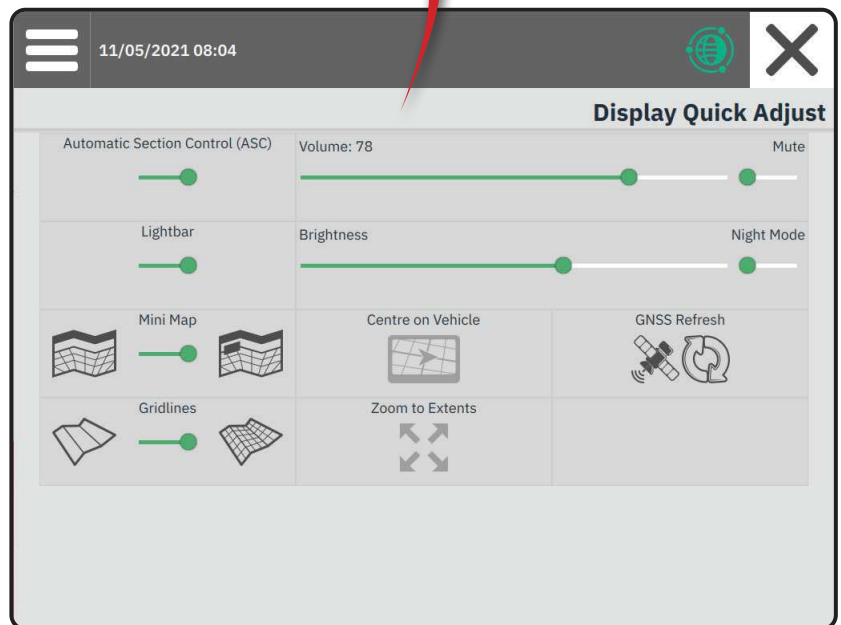 11/05/2021 08:04
Display Quick Adjust
Automatic Section Control (ASC)
Volume: 78
Mute
Lightbar
Brightness
Night Mode
Mini Map
Centre on Vehicle
GNSS Refresh
Gridlines
Zoom to Extents